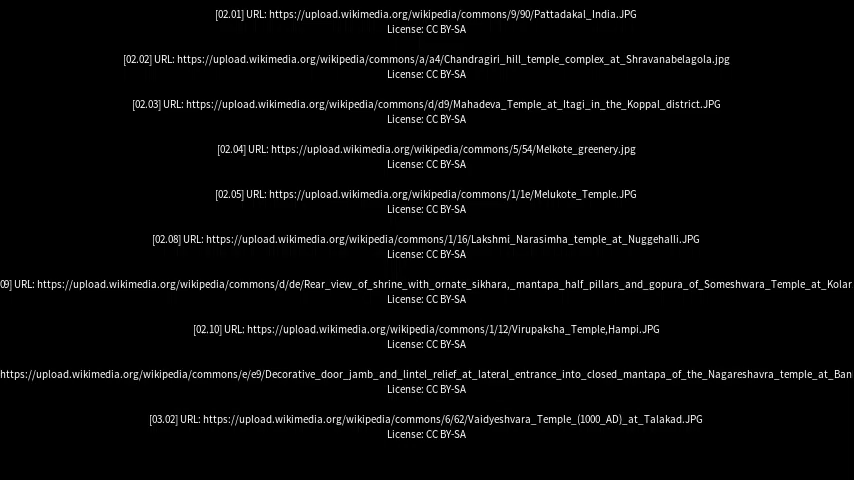 [02.01] URL: https://upload.wikimedia.org/wikipedia/commons/9/90/Pattadakal_India.JPG
License: CC BY-SA
[02.02] URL: https://upload.wikimedia.org/wikipedia/commons/a/a4/Chandragiri_hill_temple_complex_at_Shravanabelagola.jpg
License: CC BY-SA
[02.03] URL: https://upload.wikimedia.org/wikipedia/commons/d/d9/Mahadeva_Temple_at_Itagi_in_the_Koppal_district.JPG
License: CC BY-SA
[02.04] URL: https://upload.wikimedia.org/wikipedia/commons/5/54/Melkote_greenery.jpg
License: CC BY-SA
[02.05] URL: https://upload.wikimedia.org/wikipedia/commons/1/1e/Melukote_Temple.JPG
License: CC BY-SA
[02.08] URL: https://upload.wikimedia.org/wikipedia/commons/1/16/Lakshmi_Narasimha_temple_at_Nuggehalli.JPG
License: CC BY-SA
09] URL: https://upload.wikimedia.org/wikipedia/commons/d/de/Rear_view_of_shrine_with_ornate_sikhara,_mantapa_half_pillars_and_gopura_of_Someshwara_Temple_at_Kolar
License: CC BY-SA
[02.10] URL: https://upload.wikimedia.org/wikipedia/commons/1/12/Virupaksha_Temple,Hampi.JPG
License: CC BY-SA
https://upload.wikimedia.org/wikipedia/commons/e/e9/Decorative_door_jamb_and_lintel_relief_at_lateral_entrance_into_closed_mantapa_of_the_Nagareshavra_temple_at_Ban
License: CC BY-SA
[03.02] URL: https://upload.wikimedia.org/wikipedia/commons/6/62/Vaidyeshvara_Temple_(1000_AD)_at_Talakad.JPG
License: CC BY-SA